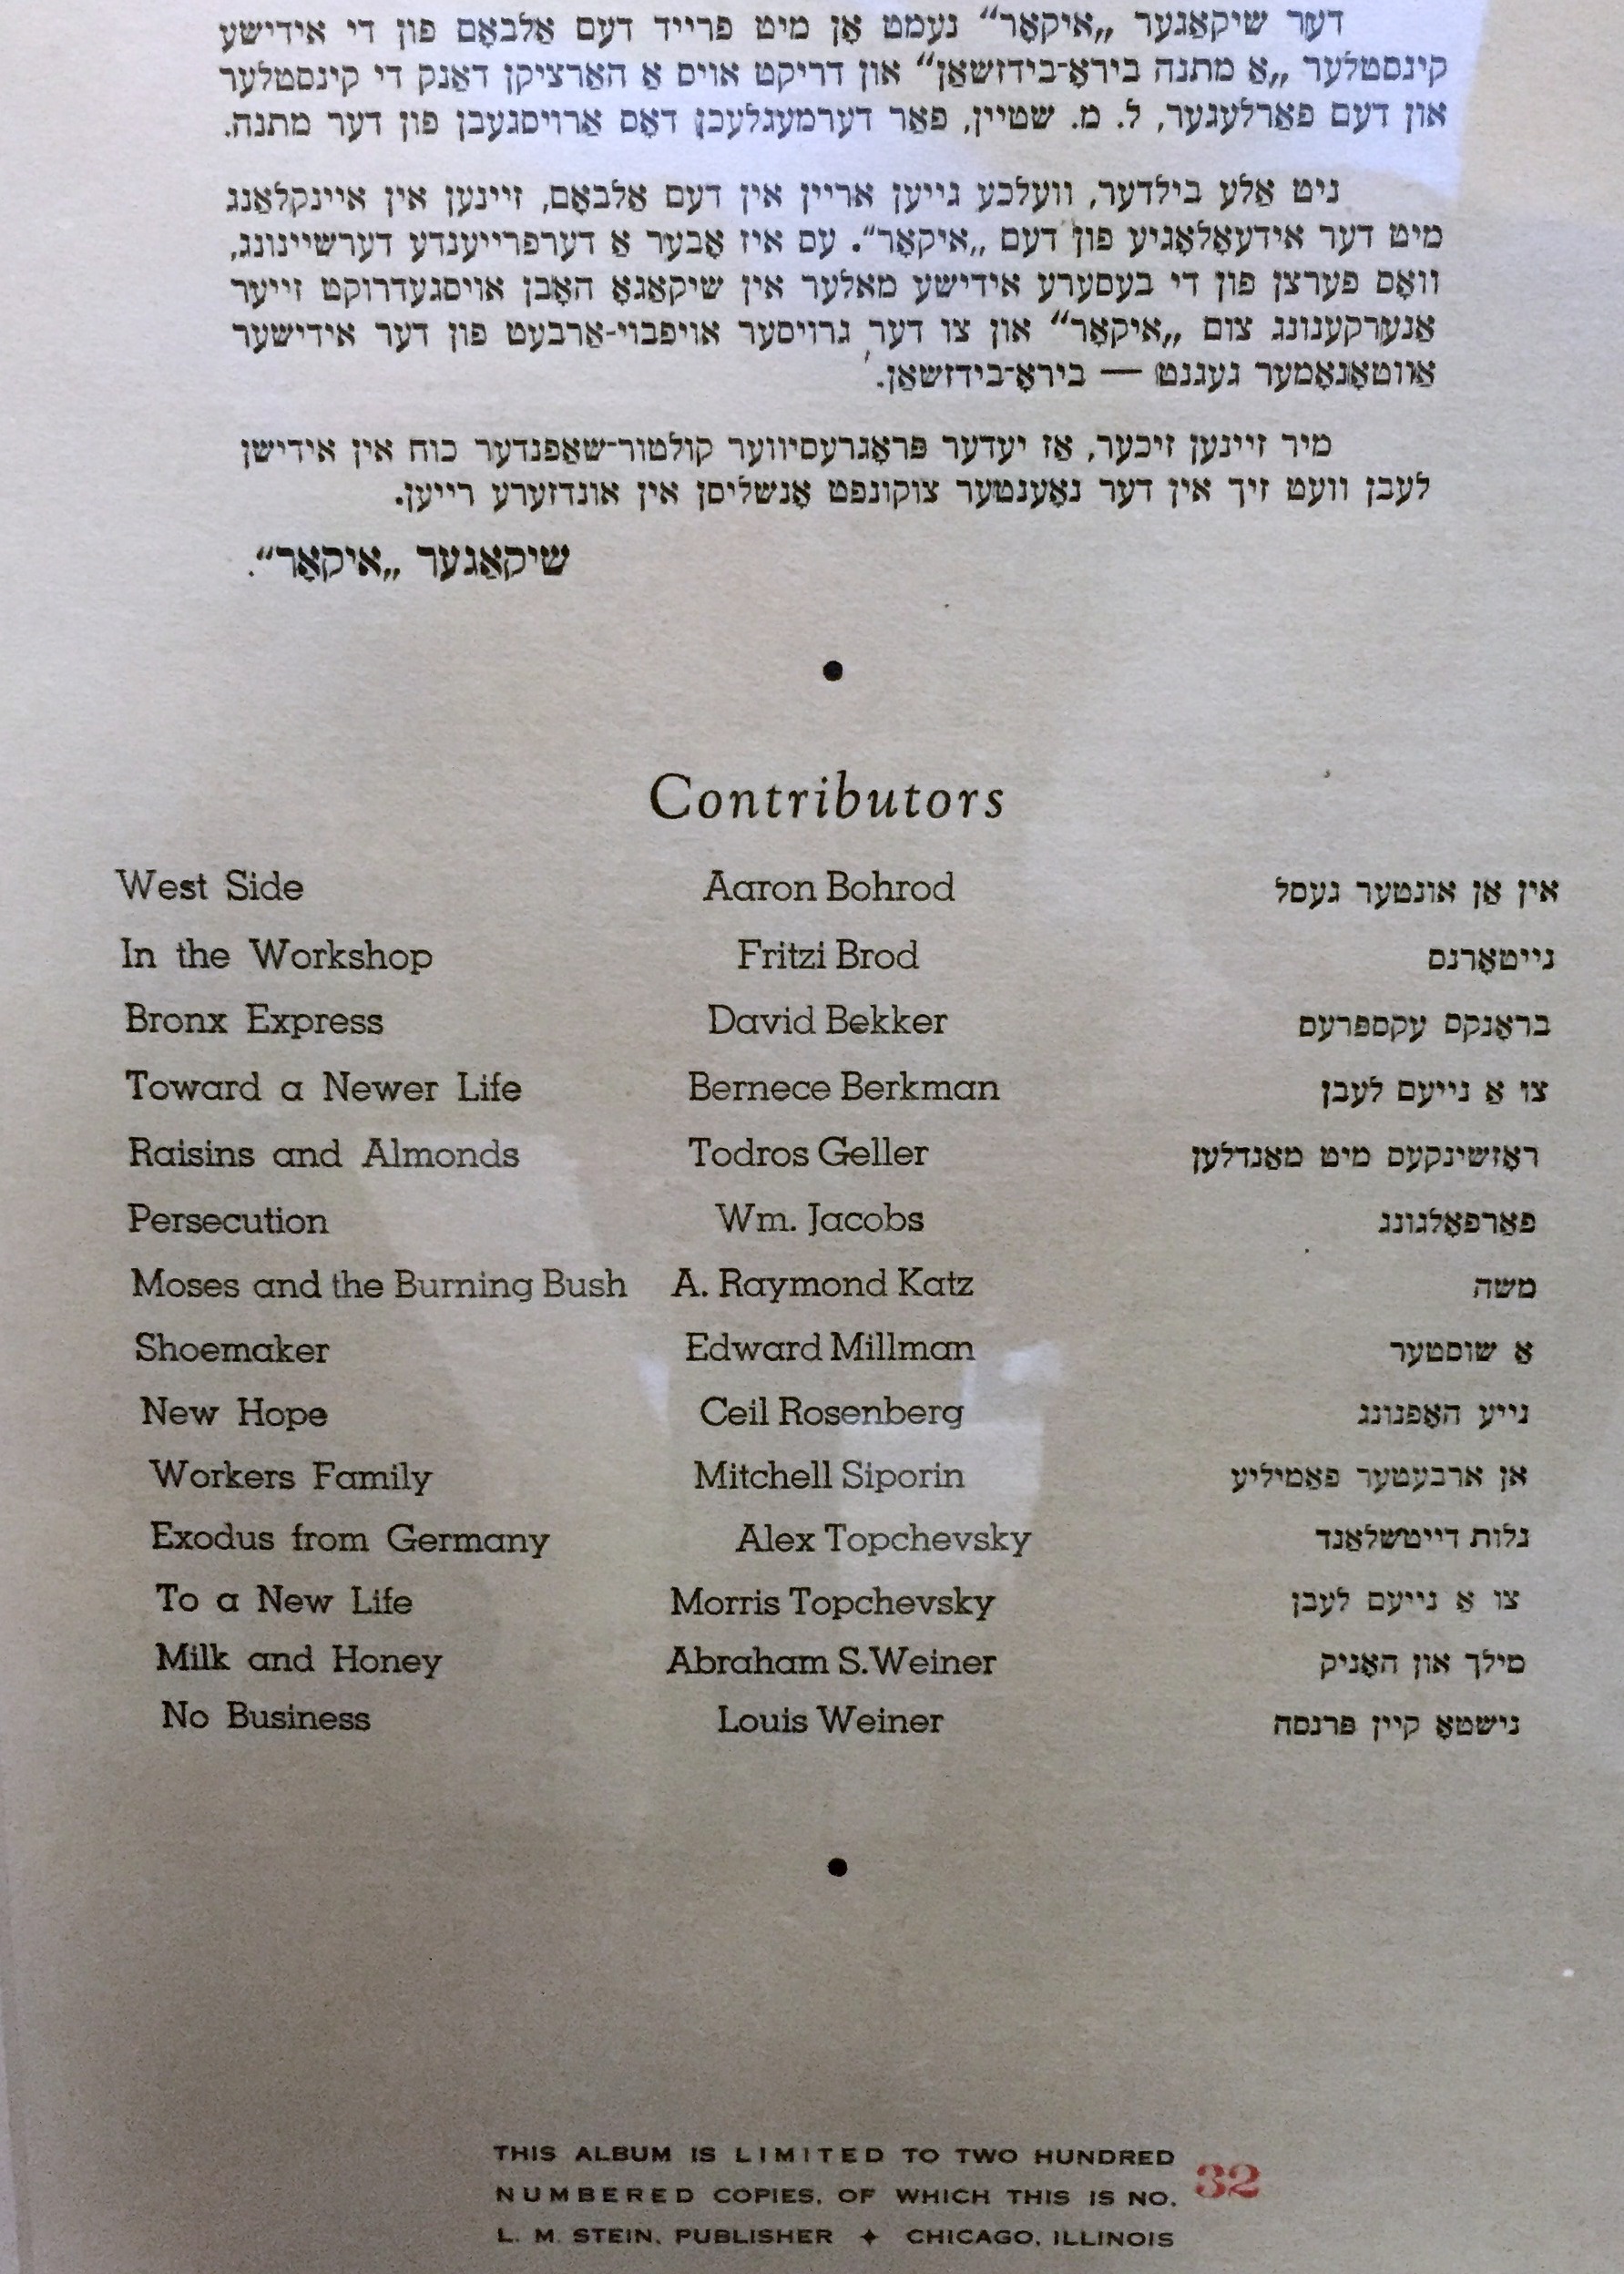 דער שיקאַגער „איקאָר“ נעמט אָן מיט פרייד דעם אַלבאָם פון די אידישע
קינסטלער „אַ מתנה ביראָ-בידזשאַן“ און דריקט אויס אַ האַרציקן דאַנק די קינסטלער
און דעם פאַרלעגער, ל. מ. שטיין, פאַר דערמעגלעכן דאָס אַרויסגעבן פון דער מתנה.
ניט אַלע בילדער, וועלכע גייען אריין אין דעם אַלבאָם, זיינען אין איינקלאַנג
מיט דער אידעאָלאָגיע פון דעם „איקאָר“. עס איז אָבער אַ דערפרייענדע דערשיינונג,
וואָס פערצן פון די בעסערע אידישע מאלער אין שיקאַגאָ האָבן אויסגעדרוקט זייער
אָנערקענונג צום „איקאָר“ און צו דער גרויסער אויפבוי-אַרבעט פון דער אידישער
אַווטאָנאָמער געגנט — ביראָ-בידזשאַן.
מיר זיינען זיכער, אַז יעדער פּראָגרעסיווער קולטור-שאַפנדער כוח אין אידישן
לעבן וועט זיך אין דער נאָענטער צוקונפט אָנשליסן אין אונדזערע רייען.
שיקאַגער „איקאָר“.
Contributors
West Side Aaron Bohrod אין אַן אונטער געסל
In the Workshop Fritzi Brod נייטאָרנס
Bronx Express David Bekker בראָנקס עקספּרעס
Toward a Newer Life Bernece Berkman צו אַ נייעם לעבן
Raisins and Almonds Todros Geller ראָזשינקעס מיט מאַנדלען
Persecution Wm. Jacobs פאַרפאָלגונג
Moses and the Burning Bush A. Raymond Katz משה
Shoemaker Edward Millman אַ שוסטער
New Hope Ceil Rosenberg נייע האָפנונג
Workers Family Mitchell Siporin אן ארבעטער פאַמיליע
Exodus from Germany Alex Topchevsky גלות דייטשלאַנד
To a New Life Morris Topchevsky צו אַ נייעם לעבן
Milk and Honey Abraham S. Weiner מילך און האָניק
No Business Louis Weiner נישטאָ קיין פּרנסה
THIS ALBUM IS LIMITED TO TWO HUNDRED
NUMBERED COPIES, OF WHICH THIS IS NO. 32
L. M. STEIN, PUBLISHER ✦ CHICAGO, ILLINOIS